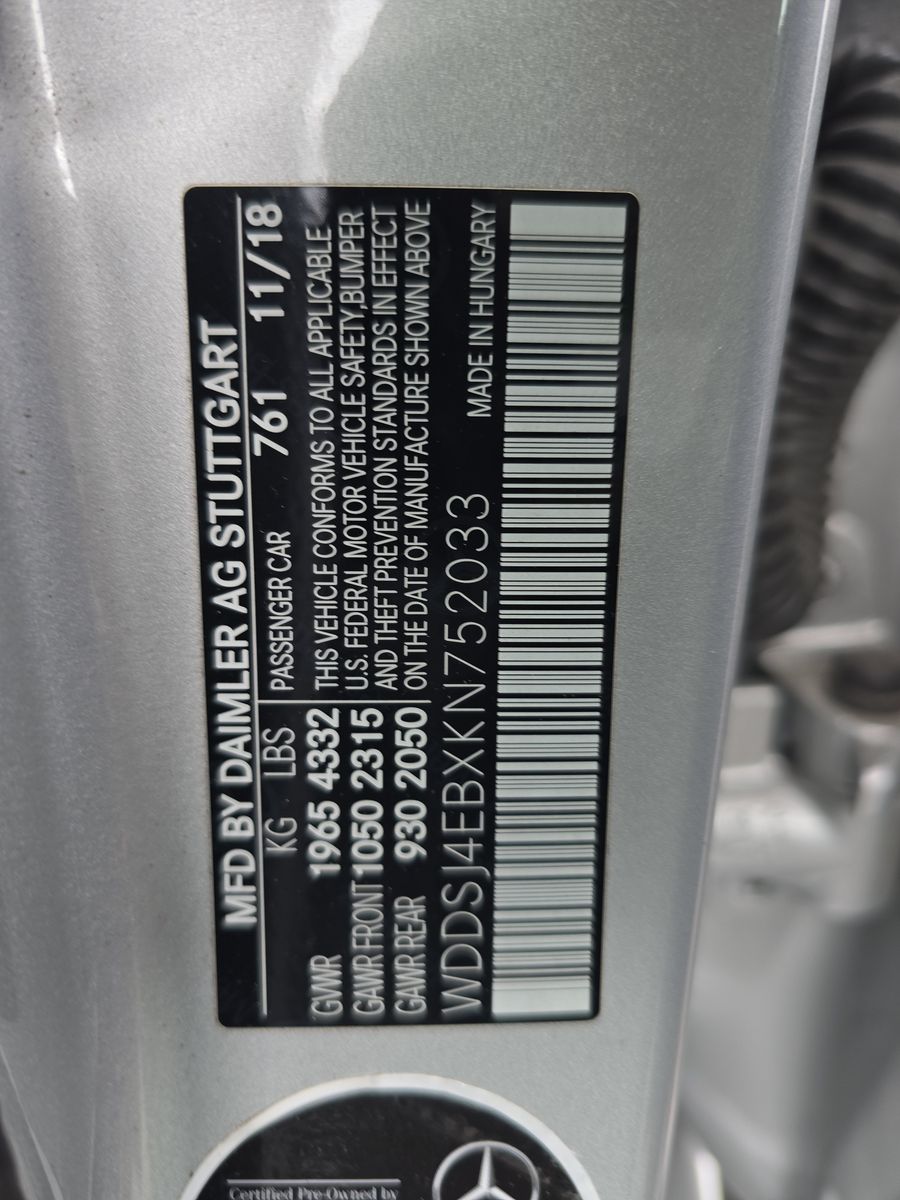 MFD BY DAIMLER AG STUTTGART
KG LBS PASSENGER CAR 761 11/18
GVWR 1965 4332 THIS VEHICLE CONFORMS TO ALL APPLICABLE
GAWR FRONT 1050 2315 U.S. FEDERAL MOTOR VEHICLE SAFETY,BUMPER
GAWR REAR 930 2050 AND THEFT PREVENTION STANDARDS IN EFFECT
ON THE DATE OF MANUFACTURE SHOWN ABOVE
WDDSJ4EBXKN752033 MADE IN HUNGARY
Certified Pre-Owned by